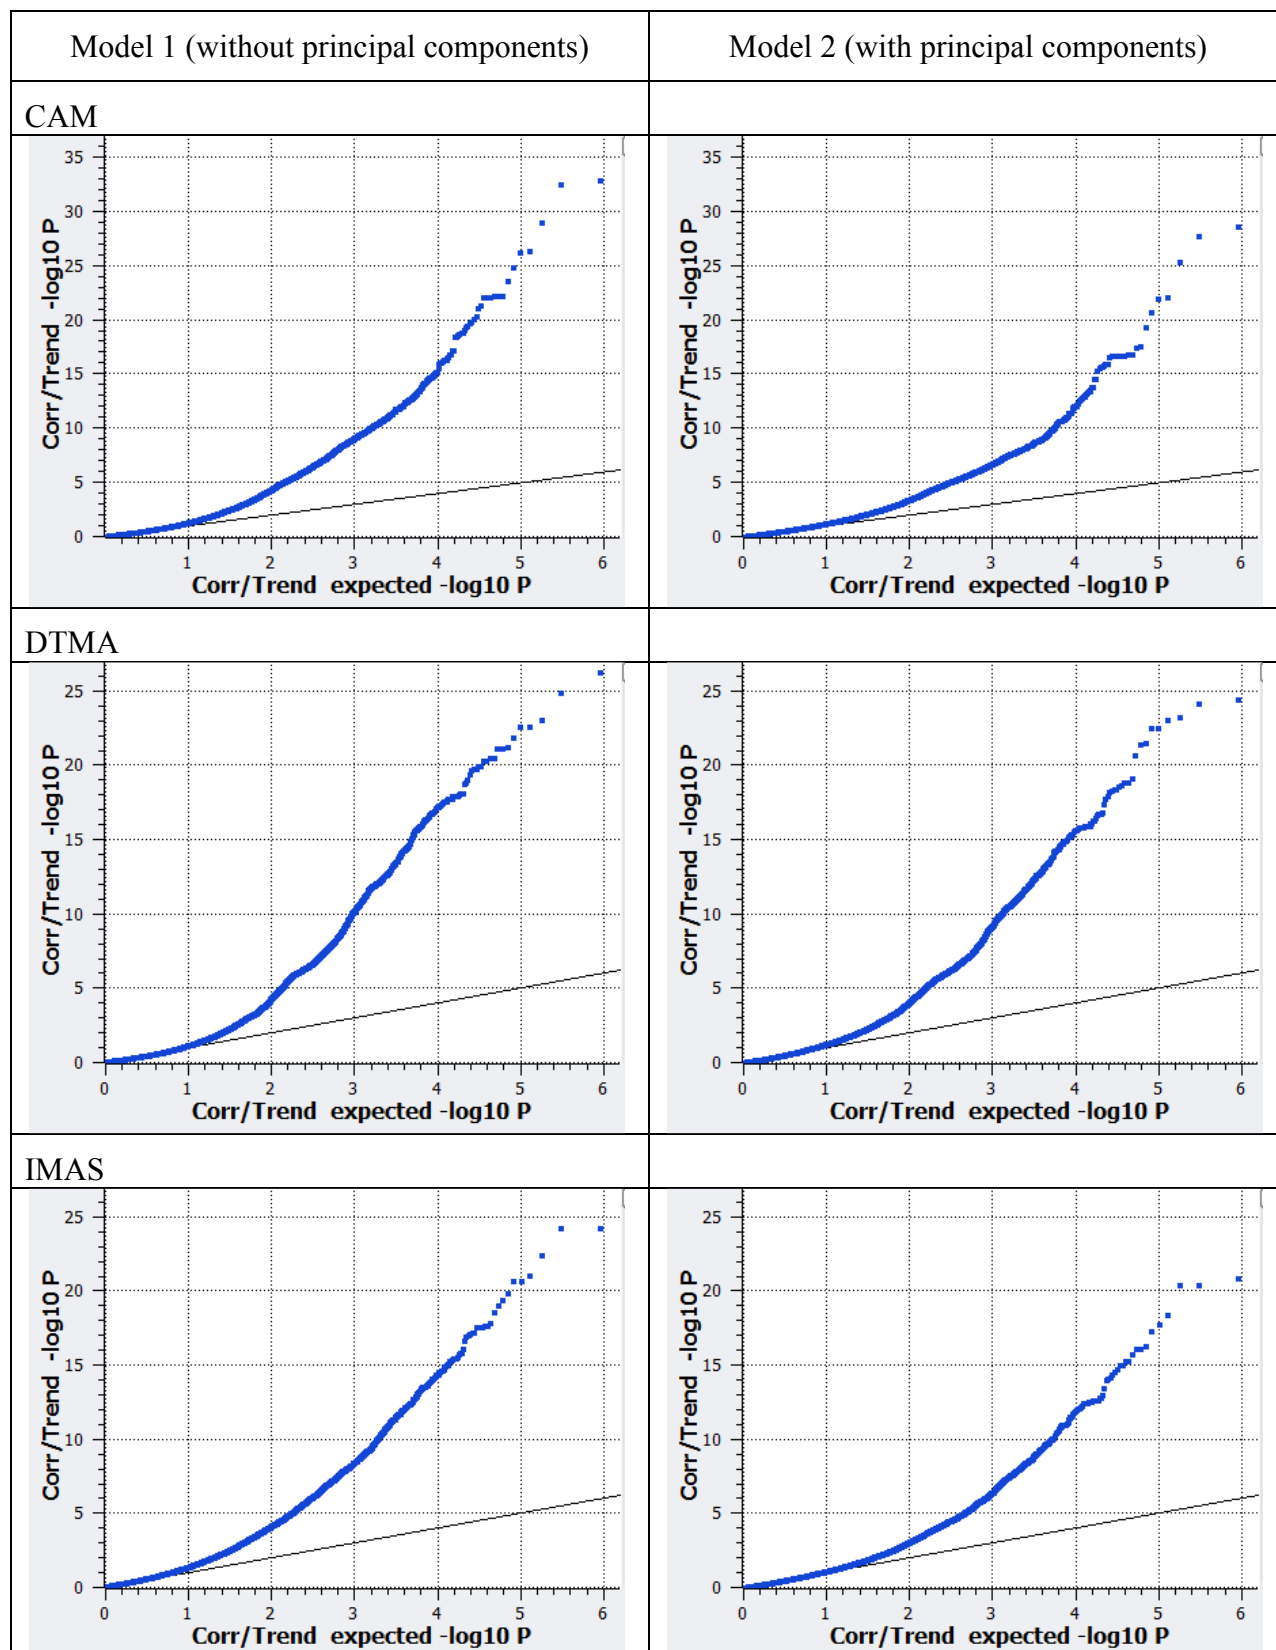 Model 1 (without principal components)
Model 2 (with principal components)
CAM
35
30
25
20
15
10
5
0
Corr/Trend -log10 P
0 1 2 3 4 5 6
Corr/Trend expected -log10 P
35
30
25
20
15
10
5
0
Corr/Trend -log10 P
0 1 2 3 4 5 6
Corr/Trend expected -log10 P
DTMA
25
20
15
10
5
0
Corr/Trend -log10 P
0 1 2 3 4 5 6
Corr/Trend expected -log10 P
25
20
15
10
5
0
Corr/Trend -log10 P
0 1 2 3 4 5 6
Corr/Trend expected -log10 P
IMAS
25
20
15
10
5
0
Corr/Trend -log10 P
0 1 2 3 4 5 6
Corr/Trend expected -log10 P
25
20
15
10
5
0
Corr/Trend -log10 P
0 1 2 3 4 5 6
Corr/Trend expected -log10 P